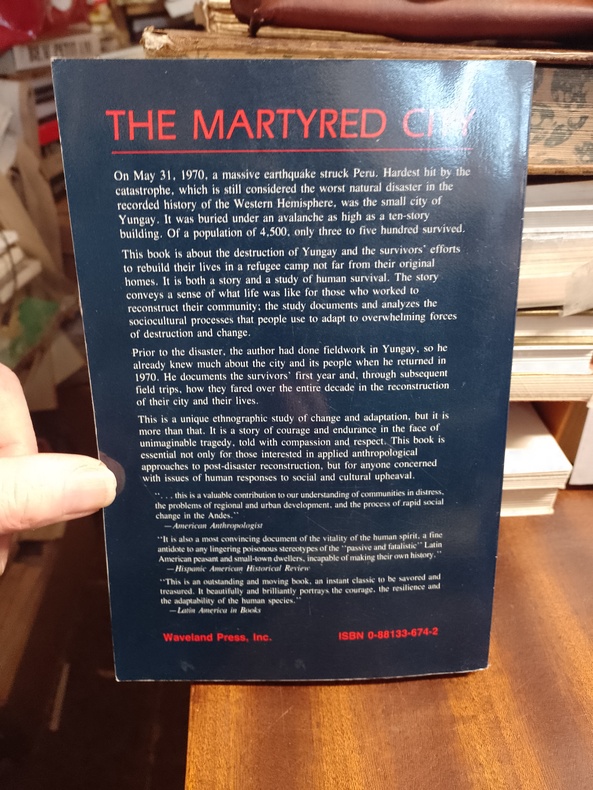 THE MARTYRED CITY
On May 31, 1970, a massive earthquake struck Peru. Hardest hit by the
catastrophe, which is still considered the worst natural disaster in the
recorded history of the Western Hemisphere, was the small city of
Yungay. It was buried under an avalanche as high as a ten-story
building. Of a population of 4,500, only three to five hundred survived.
This book is about the destruction of Yungay and the survivors' efforts
to rebuild their lives in a refugee camp not far from their original
homes. It is both a story and a study of human survival. The story
conveys a sense of what life was like for those who worked to
reconstruct their community; the study documents and analyzes the
sociocultural processes that people use to adapt to overwhelming forces
of destruction and change.
Prior to the disaster, the author had done fieldwork in Yungay, so he
already knew much about the city and its people when he returned in
1970. He documents the survivors' first year and, through subsequent
field trips, how they fared over the entire decade in the reconstruction
of their city and their lives.
This is a unique ethnographic study of change and adaptation, but it is
more than that. It is a story of courage and endurance in the face of
unimaginable tragedy, told with compassion and respect. This book is
essential not only for those interested in applied anthropological
approaches to post-disaster reconstruction, but for anyone concerned
with issues of human responses to social and cultural upheaval.
". . . this is a valuable contribution to our understanding of communities in distress,
the problems of regional and urban development, and the process of rapid social
change in the Andes."
—American Anthropologist
"It is also a most convincing document of the vitality of the human spirit, a fine
antidote to any lingering poisonous stereotypes of the "passive and fatalistic" Latin
American peasant and small-town dwellers, incapable of making their own history."
—Hispanic American Historical Review
"This is an outstanding and moving book, an instant classic to be savored and
treasured. It beautifully and brilliantly portrays the courage, the resilience and
the adaptability of the human species."
—Latin America in Books
Waveland Press, Inc. ISBN 0-88133-674-2